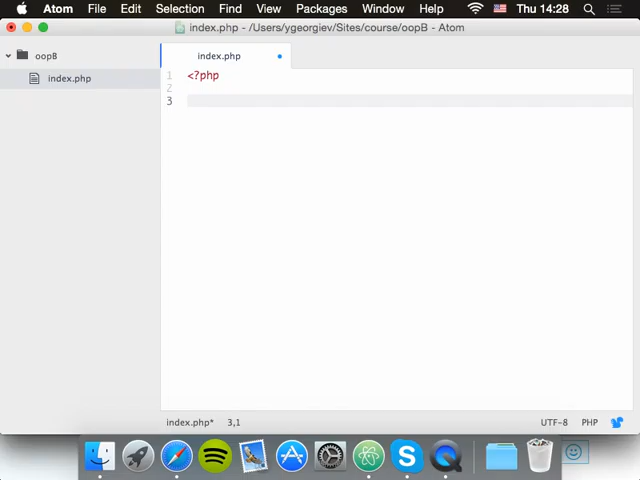 Atom File Edit Selection Find View Packages Window Help Thu 14:28
index.php - /Users/ygeorgiev/Sites/course/oopB - Atom
oopB
index.php
index.php
1 <?php
2
3
index.php* 3,1 UTF-8 PHP